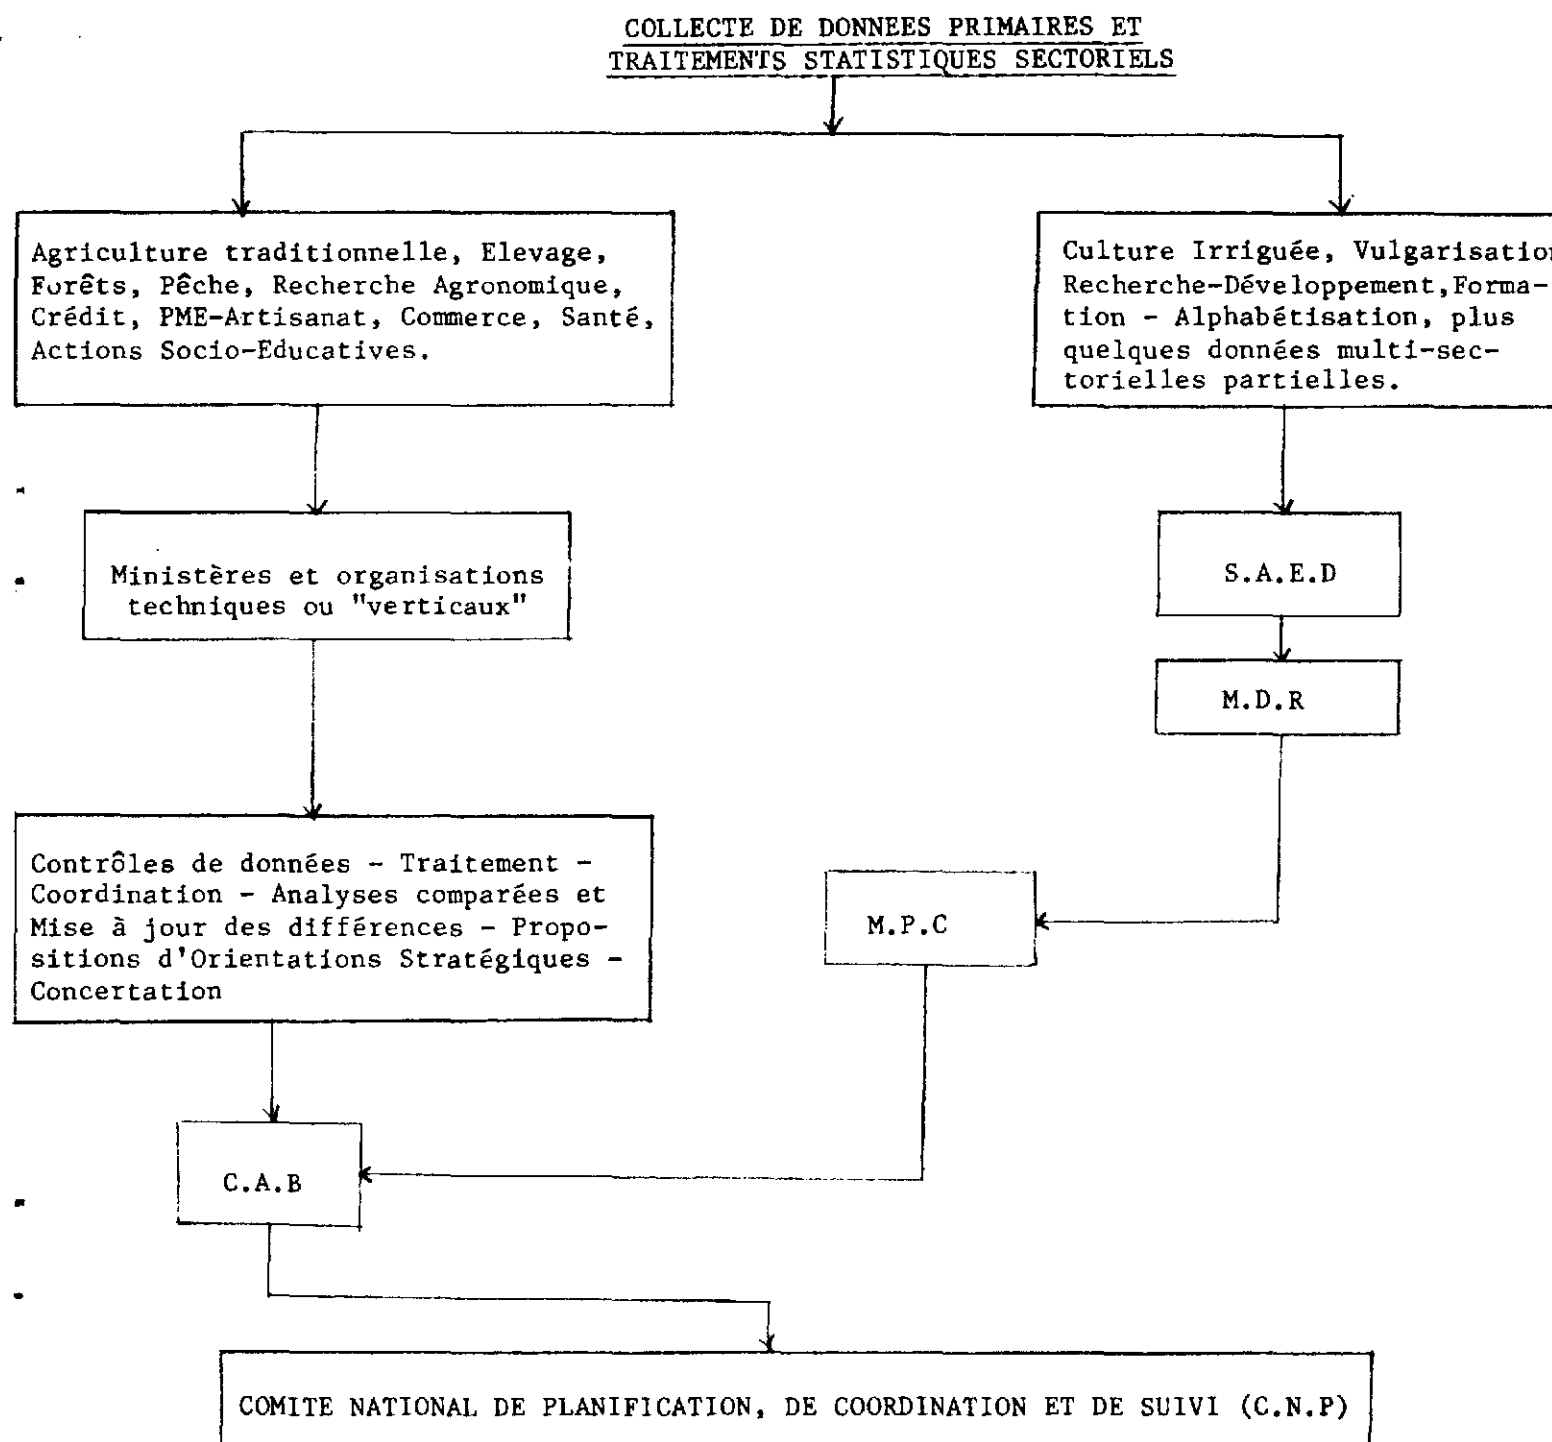 COLLECTE DE DONNEES PRIMAIRES ET
TRAITEMENTS STATISTIQUES SECTORIELS
Agriculture traditionnelle, Elevage,
Forêts, Pêche, Recherche Agronomique,
Crédit, PME-Artisanat, Commerce, Santé,
Actions Socio-Educatives.
Culture Irriguée, Vulgarisation
Recherche-Développement,Forma-
tion - Alphabétisation, plus
quelques données multi-sec-
torielles partielles.
Ministères et organisations
techniques ou "verticaux"
S.A.E.D
M.D.R
Contrôles de données - Traitement -
Coordination - Analyses comparées et
Mise à jour des différences - Propo-
sitions d'Orientations Stratégiques -
Concertation
M.P.C
C.A.B
COMITE NATIONAL DE PLANIFICATION, DE COORDINATION ET DE SUIVI (C.N.P)